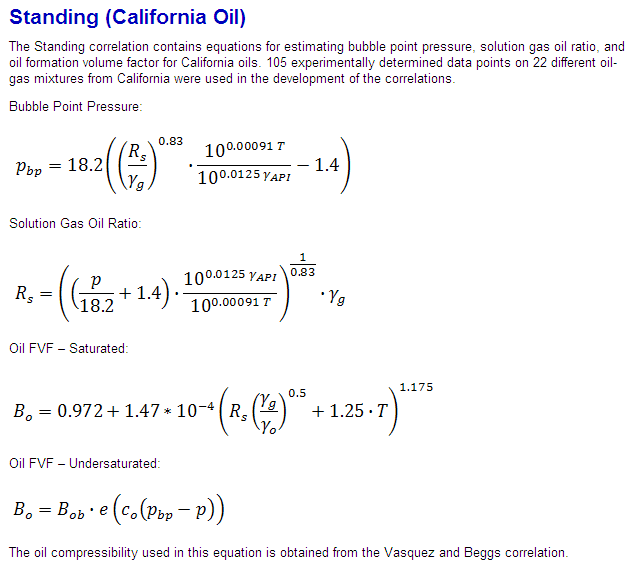 Standing (California Oil)
The Standing correlation contains equations for estimating bubble point pressure, solution gas oil ratio, and
oil formation volume factor for California oils. 105 experimentally determined data points on 22 different oil-
gas mixtures from California were used in the development of the correlations.
Bubble Point Pressure:
p_bp = 18.2((R_s/γ_g)^0.83 · 10^(0.00091 T)/10^(0.0125 γ_API) − 1.4)
Solution Gas Oil Ratio:
R_s = ((p/18.2 + 1.4) · 10^(0.0125 γ_API)/10^(0.00091 T))^(1/0.83) · γ_g
Oil FVF – Saturated:
B_o = 0.972 + 1.47 * 10^−4 (R_s (γ_g/γ_o)^0.5 + 1.25 · T)^1.175
Oil FVF – Undersaturated:
B_o = B_ob · e (c_o(p_bp − p))
The oil compressibility used in this equation is obtained from the Vasquez and Beggs correlation.